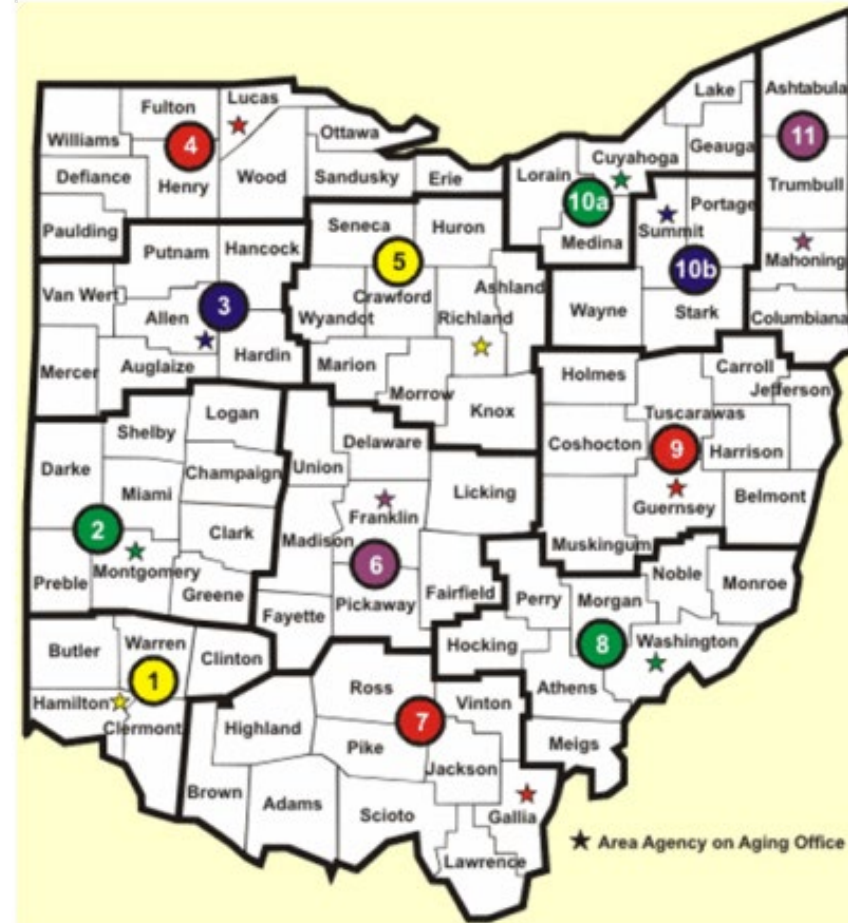 Lake
Ashtabula
Lucas
Fulton
11
Ottawa
Williams
4
Geauga
Cuyahoga
Defiance
Henry
Wood
Sandusky
Erie
Lorain
Trumbull
10a
Portage
Paulding
Seneca
Huron
Summit
Medina
Putnam
Hancock
5
Mahoning
10b
Van Wert
3
Crawford
Ashland
Allen
Wyandot
Richland
Wayne
Stark
Columbiana
Hardin
Mercer
Auglaize
Marion
Holmes
Carroll
Jefferson
Morrow
Logan
Knox
Tuscarawas
Shelby
Delaware
Coshocton
9
Harrison
Darke
Union
Champaign
Miami
Licking
Belmont
Guernsey
Franklin
2
Clark
Madison
Muskingum
6
Montgomery
Noble
Preble
Monroe
Greene
Fairfield
Perry
Morgan
Pickaway
Fayette
Warren
Hocking
8
Washington
Butler
Clinton
1
Ross
Athens
Hamilton
Vinton
7
Clermont
Highland
Meigs
Pike
Jackson
Brown
Adams
Scioto
Gallia
Area Agency on Aging Office
Lawrence